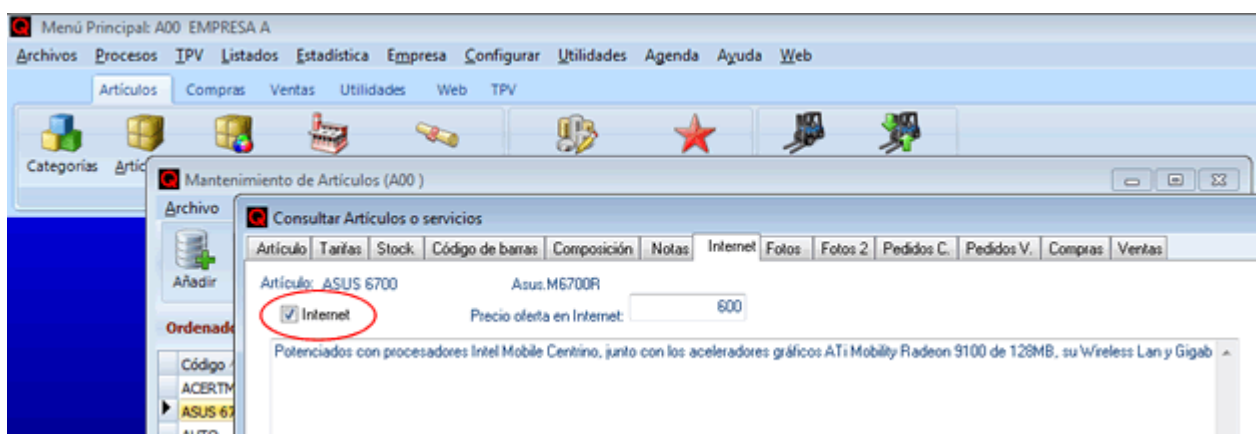 Menú Principal: A00 EMPRESA A
Archivos Procesos TPV Listados Estadística Empresa Configurar Utilidades Agenda Ayuda Web
Artículos Compras Ventas Utilidades Web TPV
Categorías
Mantenimiento de Artículos (A00 )
Archivo
Consultar Artículos o servicios
Artículo Tarifas Stock Código de barras Composición Notas Internet Fotos Fotos 2 Pedidos C. Pedidos V. Compras Ventas
Añadir
Artículo: ASUS 6700 Asus.M6700R
Internet Precio oferta en Internet: 600
Potenciados con procesadores Intel Mobile Centrino, junto con los aceleradores gráficos ATi Mobility Radeon 9100 de 128MB, su Wireless Lan y Gigab
Código
ASUS 67